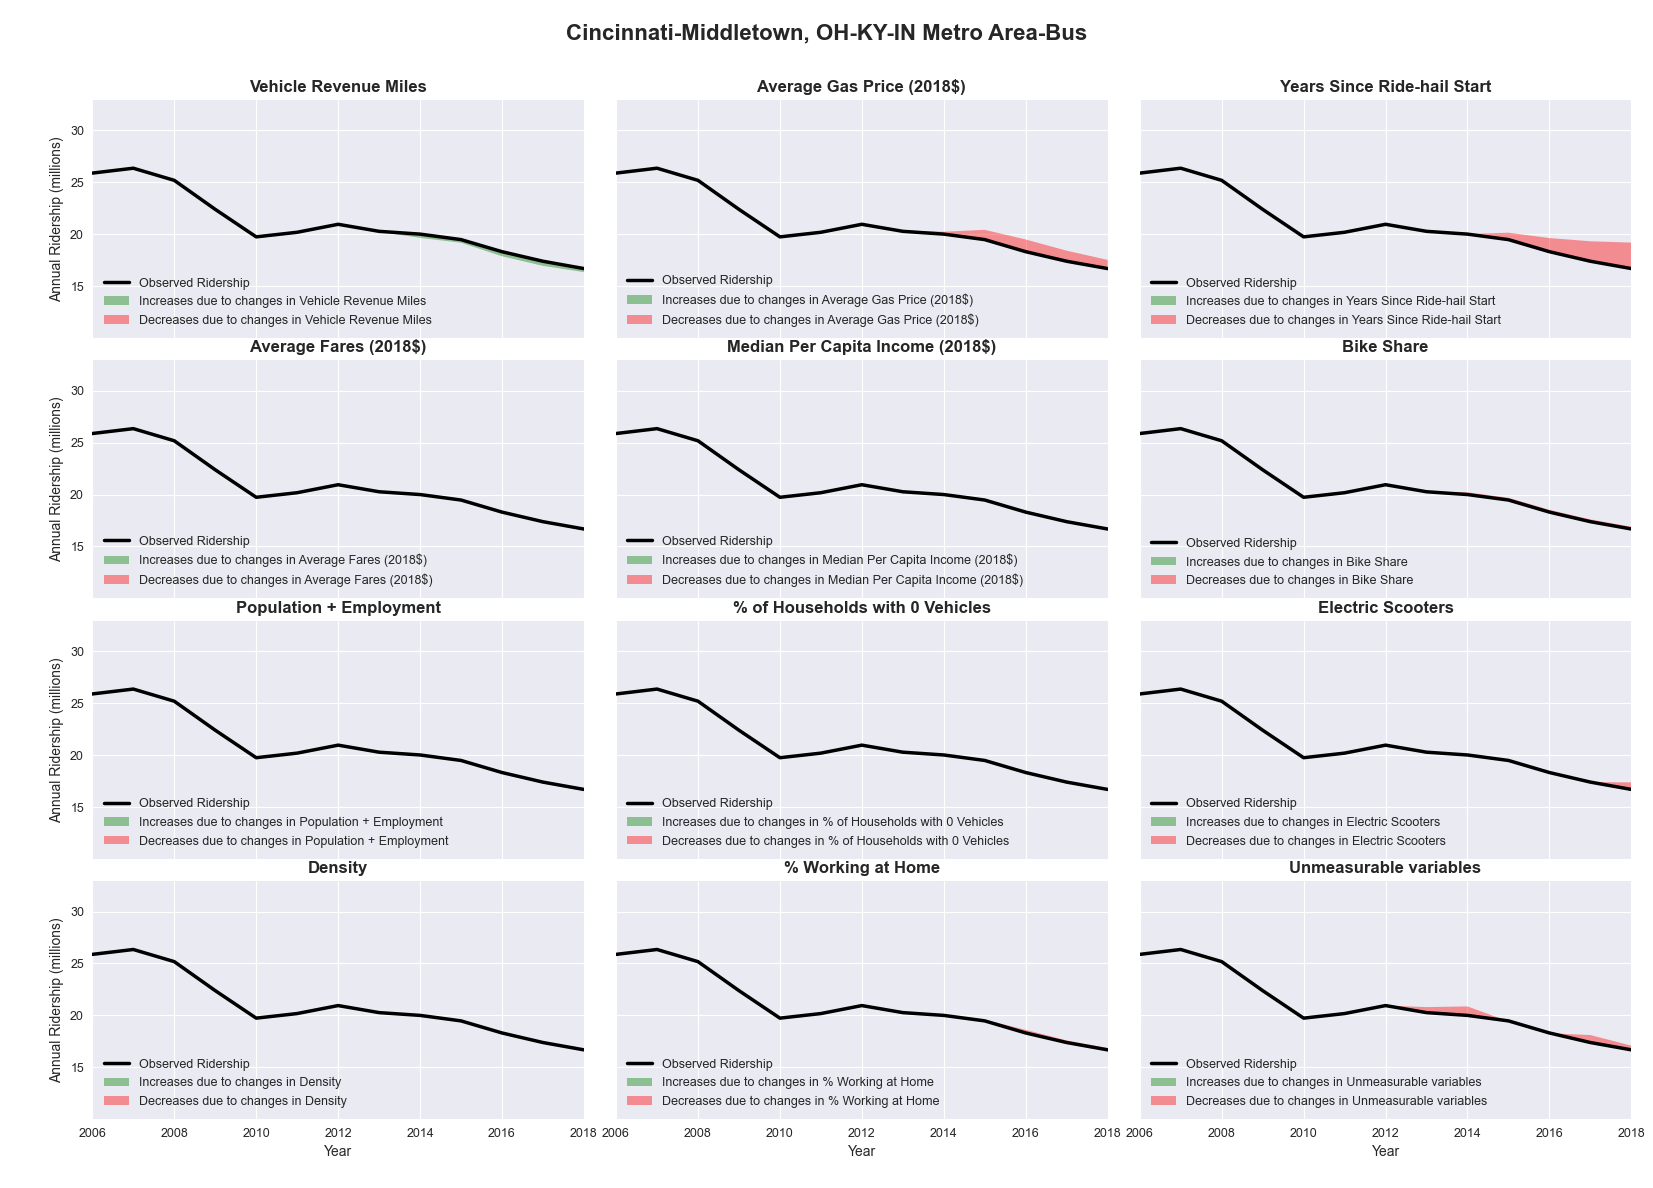 Cincinnati-Middletown, OH-KY-IN Metro Area-Bus
Vehicle Revenue Miles
Annual Ridership (millions)
30
25
20
15
Observed Ridership
Increases due to changes in Vehicle Revenue Miles
Decreases due to changes in Vehicle Revenue Miles
Average Gas Price (2018$)
Observed Ridership
Increases due to changes in Average Gas Price (2018$)
Decreases due to changes in Average Gas Price (2018$)
Years Since Ride-hail Start
Observed Ridership
Increases due to changes in Years Since Ride-hail Start
Decreases due to changes in Years Since Ride-hail Start
Average Fares (2018$)
Annual Ridership (millions)
30
25
20
15
Observed Ridership
Increases due to changes in Average Fares (2018$)
Decreases due to changes in Average Fares (2018$)
Median Per Capita Income (2018$)
Observed Ridership
Increases due to changes in Median Per Capita Income (2018$)
Decreases due to changes in Median Per Capita Income (2018$)
Bike Share
Observed Ridership
Increases due to changes in Bike Share
Decreases due to changes in Bike Share
Population + Employment
Annual Ridership (millions)
30
25
20
15
Observed Ridership
Increases due to changes in Population + Employment
Decreases due to changes in Population + Employment
% of Households with 0 Vehicles
Observed Ridership
Increases due to changes in % of Households with 0 Vehicles
Decreases due to changes in % of Households with 0 Vehicles
Electric Scooters
Observed Ridership
Increases due to changes in Electric Scooters
Decreases due to changes in Electric Scooters
Density
Annual Ridership (millions)
30
25
20
15
Observed Ridership
Increases due to changes in Density
Decreases due to changes in Density
2006 2008 2010 2012 2014 2016 2018
Year
% Working at Home
Observed Ridership
Increases due to changes in % Working at Home
Decreases due to changes in % Working at Home
2006 2008 2010 2012 2014 2016 2018
Year
Unmeasurable variables
Observed Ridership
Increases due to changes in Unmeasurable variables
Decreases due to changes in Unmeasurable variables
2006 2008 2010 2012 2014 2016 2018
Year